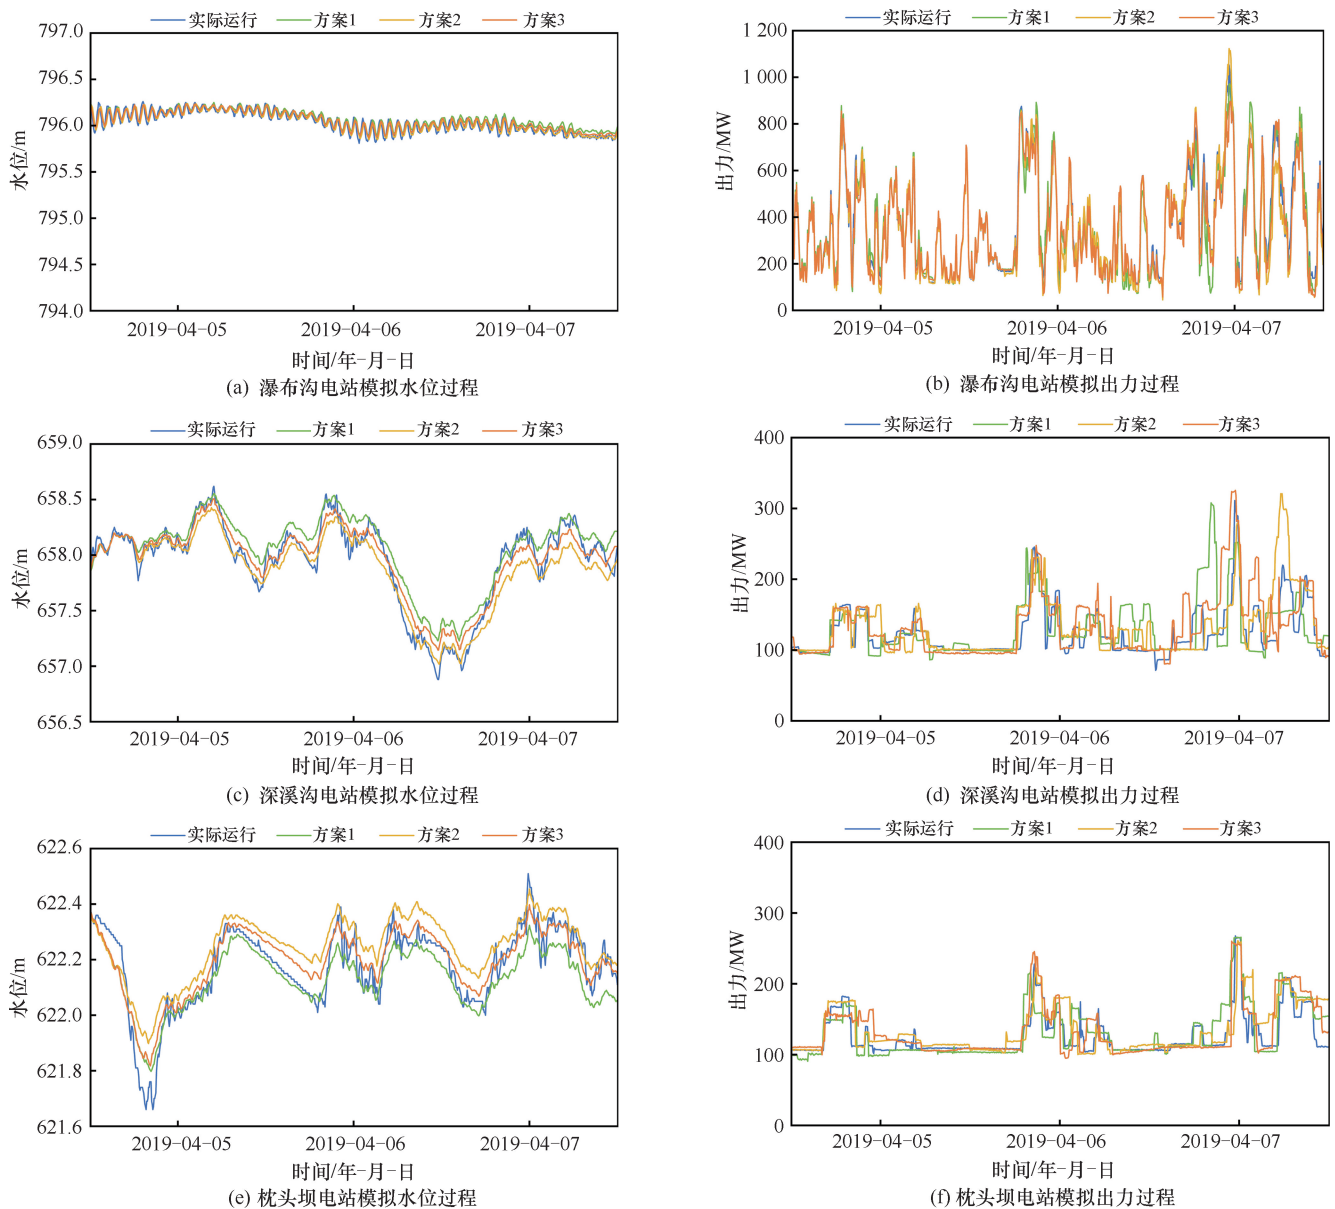 实际运行 方案1 方案2 方案3
797.0
796.5
796.0
795.5
795.0
794.5
794.0
水位/m
2019-04-05 2019-04-06 2019-04-07
时间/年-月-日
(a) 瀑布沟电站模拟水位过程
实际运行 方案1 方案2 方案3
1 200
1 000
800
600
400
200
0
出力/MW
2019-04-05 2019-04-06 2019-04-07
时间/年-月-日
(b) 瀑布沟电站模拟出力过程
实际运行 方案1 方案2 方案3
659.0
658.5
658.0
657.5
657.0
656.5
水位/m
2019-04-05 2019-04-06 2019-04-07
时间/年-月-日
(c) 深溪沟电站模拟水位过程
实际运行 方案1 方案2 方案3
400
300
200
100
0
出力/MW
2019-04-05 2019-04-06 2019-04-07
时间/年-月-日
(d) 深溪沟电站模拟出力过程
实际运行 方案1 方案2 方案3
622.6
622.4
622.2
622.0
621.8
621.6
水位/m
2019-04-05 2019-04-06 2019-04-07
时间/年-月-日
(e) 枕头坝电站模拟水位过程
实际运行 方案1 方案2 方案3
400
300
200
100
0
出力/MW
2019-04-05 2019-04-06 2019-04-07
时间/年-月-日
(f) 枕头坝电站模拟出力过程